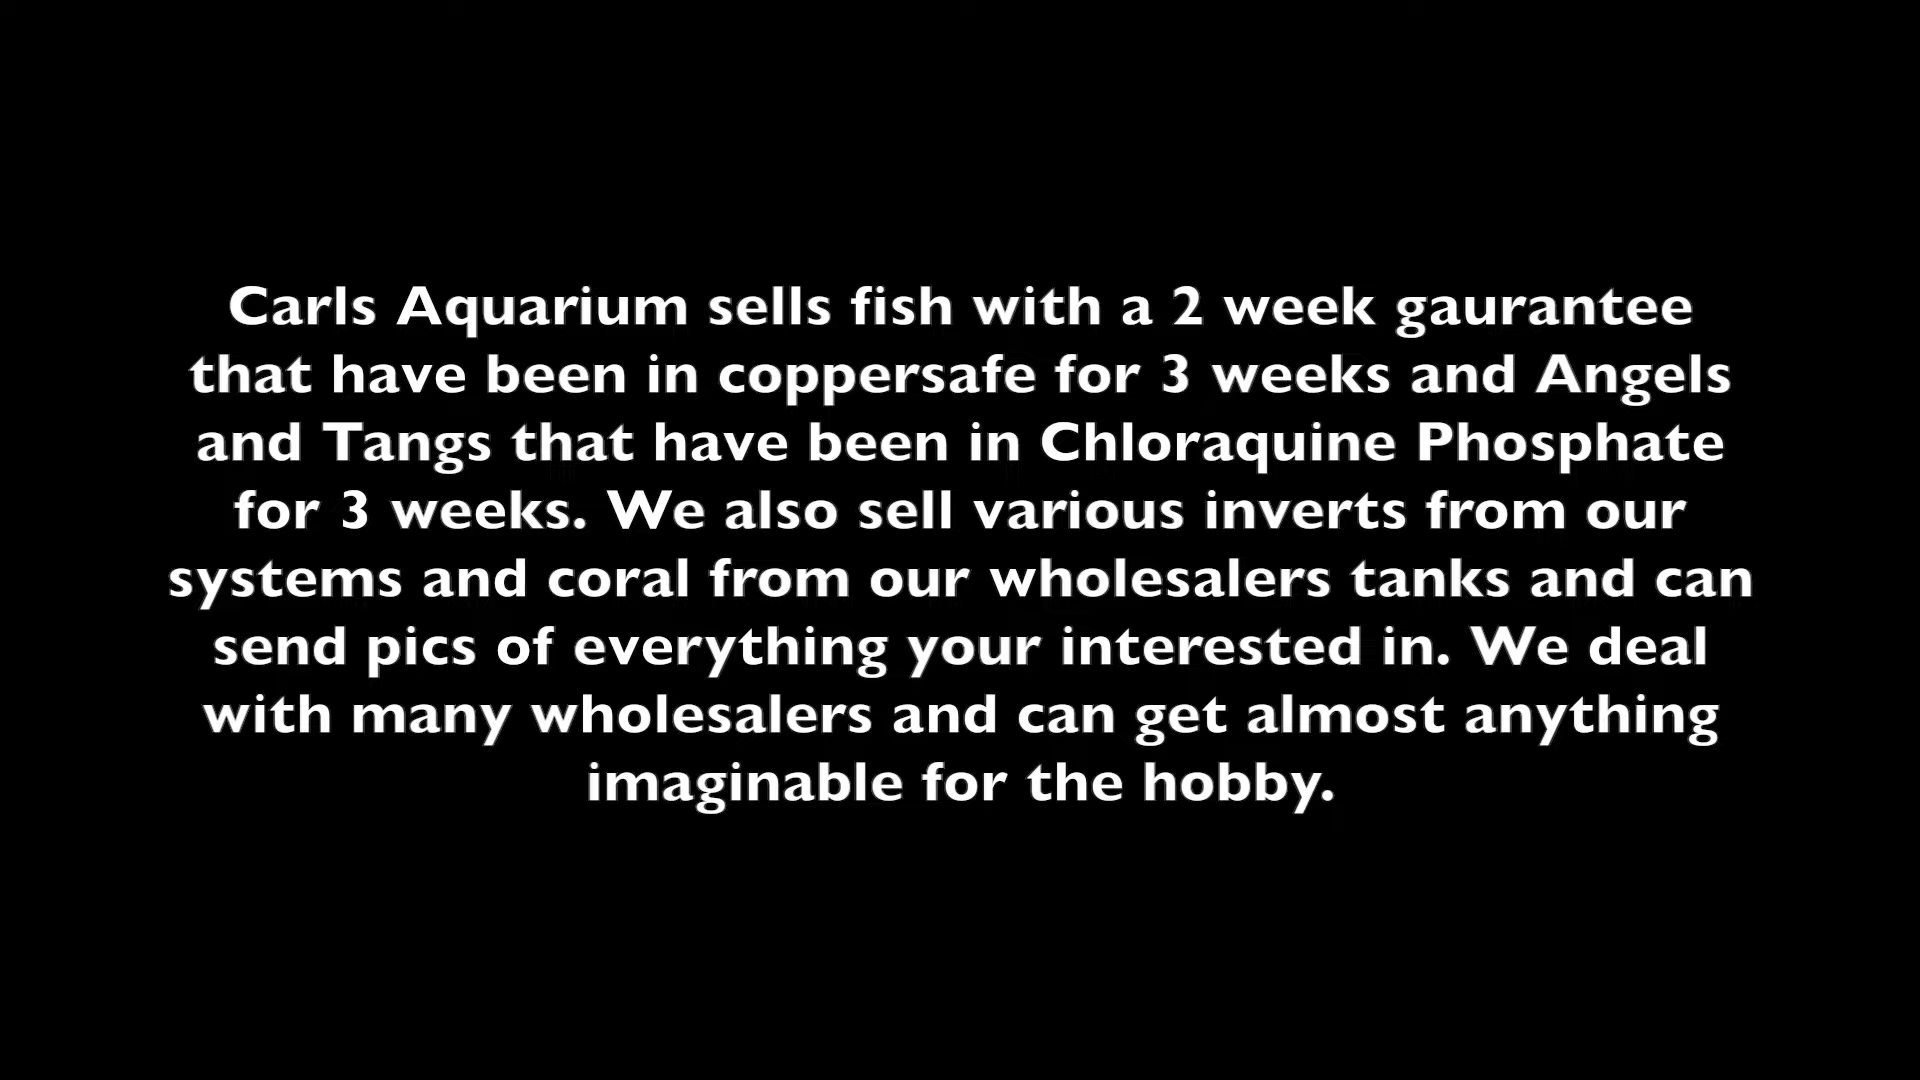 Carls Aquarium sells fish with a 2 week gaurantee
that have been in coppersafe for 3 weeks and Angels
and Tangs that have been in Chloraquine Phosphate
for 3 weeks. We also sell various inverts from our
systems and coral from our wholesalers tanks and can
send pics of everything your interested in. We deal
with many wholesalers and can get almost anything
imaginable for the hobby.